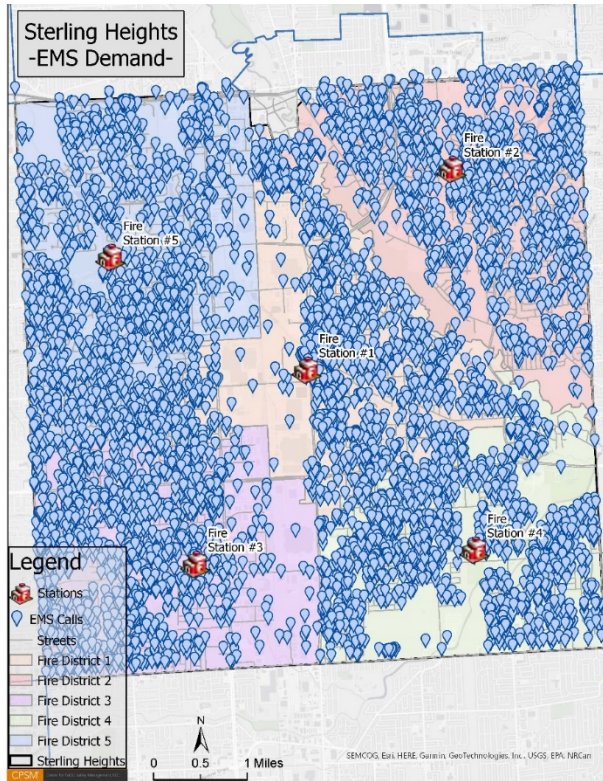 Sterling Heights
-EMS Demand-
Fire
Station #2
Fire
Station #5
Fire
Station #1
Fire
Station #4
Fire
Station #3
Legend
Stations
EMS Calls
Streets
Fire District 1
Fire District 2
Fire District 3
Fire District 4
Fire District 5
Sterling Heights
CPSM
N
0 0.5 1 Miles
SEMCOG, Esri, HERE, Garmin, GeoTechnologies, Inc., USGS, EPA, NRCan